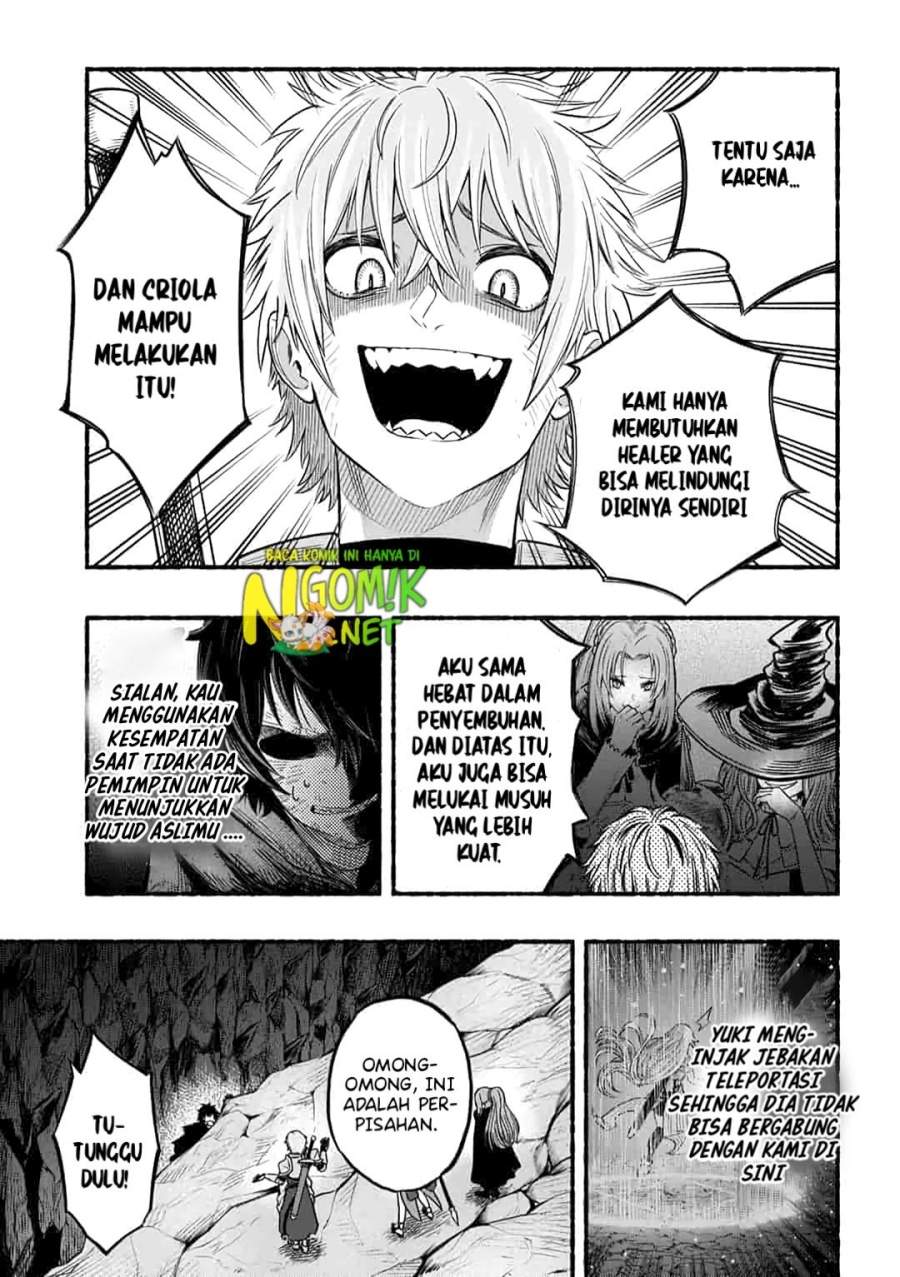 TENTU SAJA
KARENA...
KAMI HANYA
MEMBUTUHKAN
HEALER YANG
BISA MELINDUNGI
DIRINYA SENDIRI
DAN CRIOLA
MAMPU
MELAKUKAN
ITU!
BACA KOMIK INI HANYA DI
NGOM!K
.NET
AKU SAMA
HEBAT DALAM
PENYEMBUHAN.
DAN DIATAS ITU,
AKU JUGA BISA
MELUKAI MUSUH
YANG LEBIH
KUAT.
SIALAN, KAU
MENGGUNAKAN
KESEMPATAN
SAAT TIDAK ADA
PEMIMPIN UNTUK
MENUNJUKKAN
WUJUD ASLIMU ....
YUKI MENG-
INJAK JEBAKAN
TELEPORTASI
SEHINGGA DIA TIDAK
BISA BERGABUNG
DENGAN KAMI DI
SINI
OMONG-
OMONG, INI
ADALAH PER-
PISAHAN.
TU-
TUNGGU
DULU!